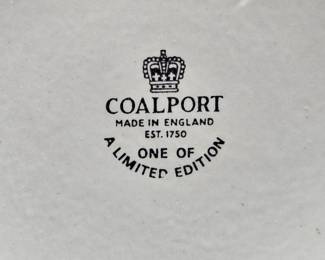 COALPORT
MADE IN ENGLAND
EST. 1750
ONE OF
A LIMITED EDITION